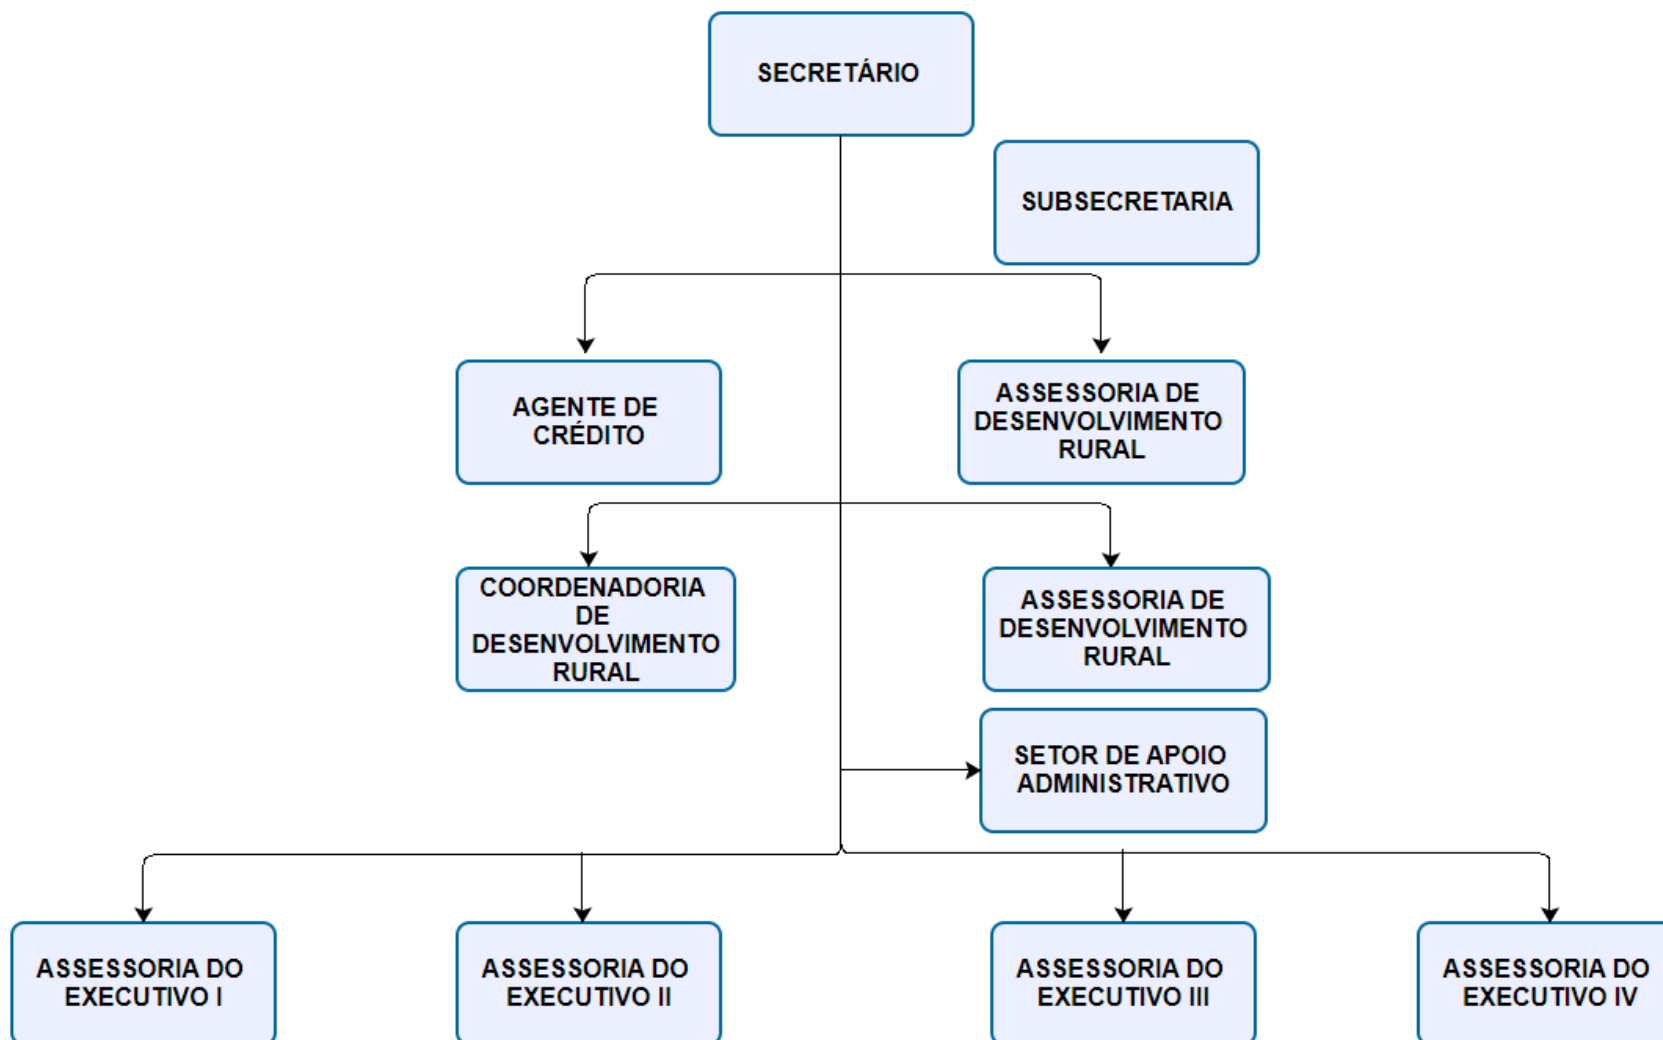 SECRETÁRIO
SUBSECRETARIA
AGENTE DE
CRÉDITO
ASSESSORIA DE
DESENVOLVIMENTO
RURAL
COORDENADORIA
DE
DESENVOLVIMENTO
RURAL
ASSESSORIA DE
DESENVOLVIMENTO
RURAL
SETOR DE APOIO
ADMINISTRATIVO
ASSESSORIA DO
EXECUTIVO I
ASSESSORIA DO
EXECUTIVO II
ASSESSORIA DO
EXECUTIVO III
ASSESSORIA DO
EXECUTIVO IV